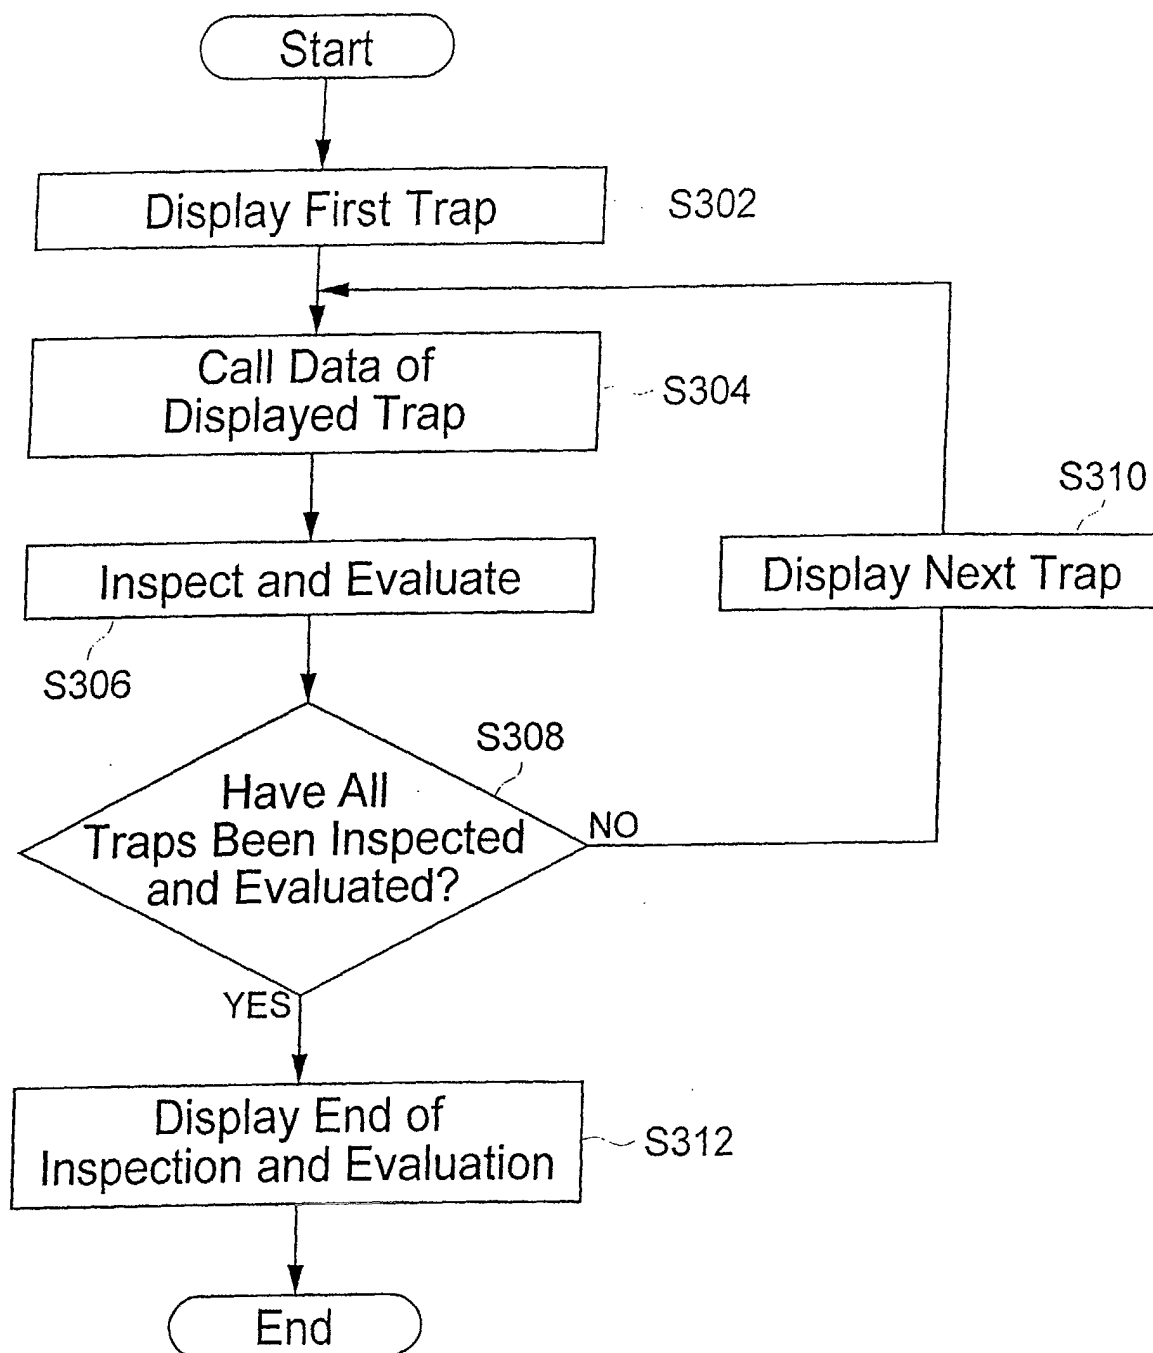 Start
Display First Trap
S302
Call Data of
Displayed Trap
S304
S310
Inspect and Evaluate
Display Next Trap
S306
S308
Have All
Traps Been Inspected
and Evaluated?
NO
YES
Display End of
Inspection and Evaluation
S312
End